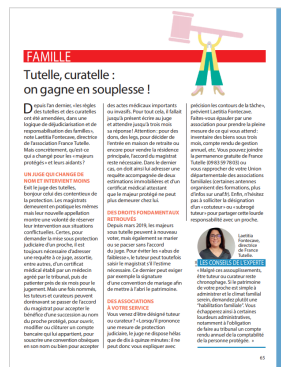 FAMILLE
Tutelle, curatelle :
on gagne en souplesse !
Depuis l'an dernier, «les règles
des tutelles et des curatelles
ont été amendées, dans une
logique de déjudiciarisation et de
responsabilisation des familles»,
note Laetitia Fontecave, directrice
de l'association France Tutelle.
Mais concrètement, qu'est-ce
qui a changé pour les «majeurs
protégés » et leurs aidants ?
UN JUGE QUI CHANGE DE
NOM ET INTERVIENT MOINS
Exit le juge des tutelles,
bonjour celui des contentieux de
la protection. Les magistrats
demeurent en pratique les mêmes
mais leur nouvelle appellation
montre une volonté de réserver
leur intervention aux situations
conflictuelles. Certes, pour
demander la mise sous protection
judiciaire d'un proche, il est
toujours nécessaire d'adresser
une requête à ce juge, assortie,
entre autres, d'un certificat
médical établi par un médecin
agréé par le tribunal, puis de
patienter près de six mois pour le
jugement. Mais une fois nommés,
les tuteurs et curateurs peuvent
dorénavant se passer de l'accord
du magistrat pour accepter le
bénéfice d'une succession au nom
du proche protégé, pour ouvrir,
modifier ou clôturer un compte
bancaire qui lui appartient, pour
souscrire une convention obsèques
en son nom ou bien pour accepter
des actes médicaux importants
ou invasifs. Pour tout cela, il fallait
jusqu'à présent écrire au juge
et attendre jusqu'à trois mois
sa réponse ! Attention : pour des
dons, des legs, pour décider de
l'entrée en maison de retraite ou
encore pour vendre la résidence
principale, l'accord du magistrat
reste nécessaire. Dans le dernier
cas, on doit ainsi lui adresser une
requête accompagnée de deux
estimations immobilières et d'un
certificat médical attestant
que le majeur protégé ne peut
plus demeurer chez lui.
DES DROITS FONDAMENTAUX
RETROUVÉS
Depuis mars 2019, les majeurs
sous tutelle peuvent à nouveau
voter, mais également se marier
ou se pacser sans l'accord
du juge. Pour éviter les «abus de
faiblesse», le tuteur peut toutefois
saisir le magistrat s'il l'estime
nécessaire. Ce dernier peut exiger
par exemple la signature
d'une convention de mariage afin
de mettre à l'abri le patrimoine.
DES ASSOCIATIONS
À VOTRE SERVICE
Vous venez d'être désigné tuteur
ou curateur? «Lorsqu'il prononce
une mesure de protection
judiciaire, le juge ne dispose hélas
que de dix à quinze minutes : il ne
peut donc vous expliquer avec
précision les contours de la tâche»,
prévient Laetitia Fontecave.
Faites-vous épauler par une
association pour prendre la pleine
mesure de ce qui vous attend :
inventaire des biens sous trois
mois, compte rendu de gestion
annuel, etc. Vous pouvez joindre
la permanence gratuite de France
Tutelle
ou vous rapprocher de votre Union
départementale des associations
familiales (certaines antennes
organisent des formations, plus
d'infos sur unaf.fr). Enfin, n'hésitez
pas à solliciter la désignation
d'un «cotuteur» ou «subrogé
tuteur » pour partager cette lourde
responsabilité avec un proche.
Laetitia
Fontecave,
directrice
de France
Tutelle.
LES CONSEILS DE L'EXPERTE
« Malgré ces assouplissements,
être tuteur ou curateur reste
chronophage. Si le patrimoine
de votre proche est simple à
administrer et le climat familial
serein, demandez plutôt une
"habilitation familiale". Vous
échapperez ainsi à certaines
lourdeurs administratives,
notamment à l'obligation
de faire au tribunal un compte
rendu annuel de la comptabilité
de la personne protégée. »
65